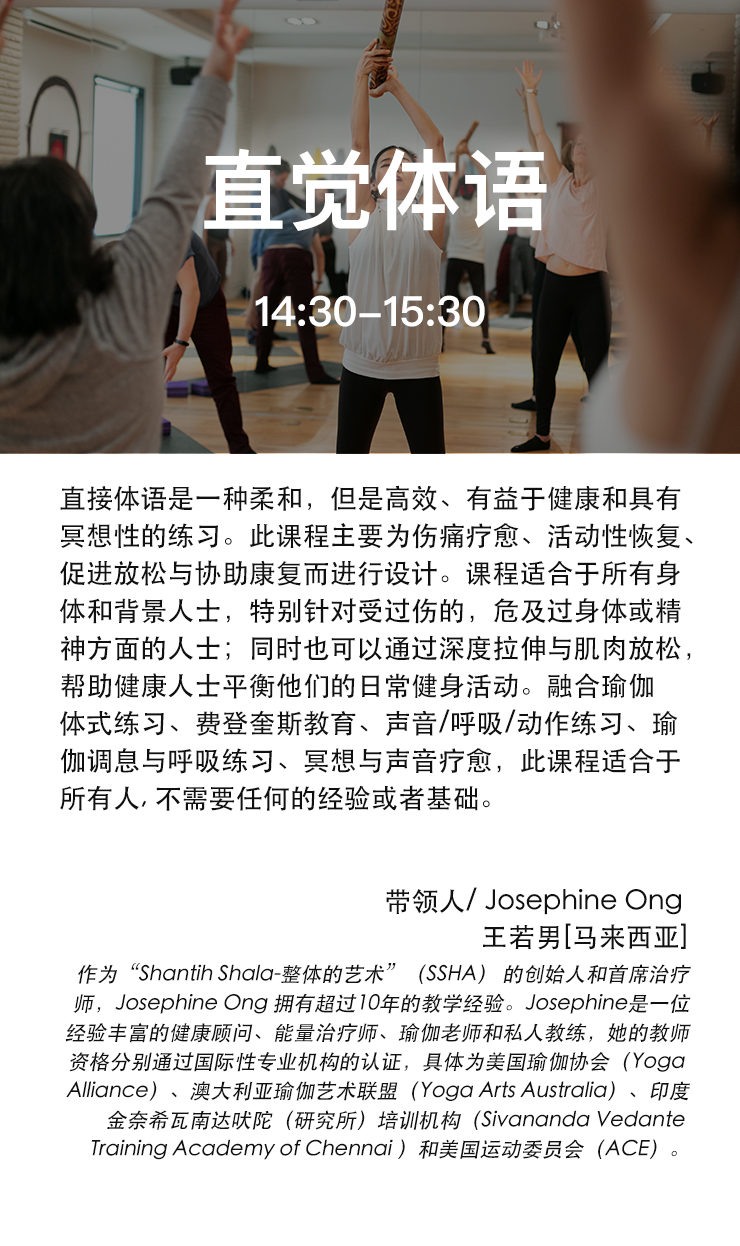 直觉体语
14:30–15:30
直接体语是一种柔和，但是高效、有益于健康和具有
冥想性的练习。此课程主要为伤痛疗愈、活动性恢复、
促进放松与协助康复而进行设计。课程适合于所有身
体和背景人士，特别针对受过伤的，危及过身体或精
神方面的人士；同时也可以通过深度拉伸与肌肉放松，
帮助健康人士平衡他们的日常健身活动。融合瑜伽
体式练习、费登奎斯教育、声音/呼吸/动作练习、瑜
伽调息与呼吸练习、冥想与声音疗愈，此课程适合于
所有人，不需要任何的经验或者基础。
带领人/ Josephine Ong
王若男[马来西亚]
作为“Shantih Shala-整体的艺术”（SSHA） 的创始人和首席治疗
师，Josephine Ong 拥有超过10年的教学经验。Josephine是一位
经验丰富的健康顾问、能量治疗师、瑜伽老师和私人教练，她的教师
资格分别通过国际性专业机构的认证，具体为美国瑜伽协会（Yoga
Alliance）、澳大利亚瑜伽艺术联盟（Yoga Arts Australia）、印度
金奈希瓦南达吠陀（研究所）培训机构（Sivananda Vedante
Training Academy of Chennai ）和美国运动委员会（ACE）。